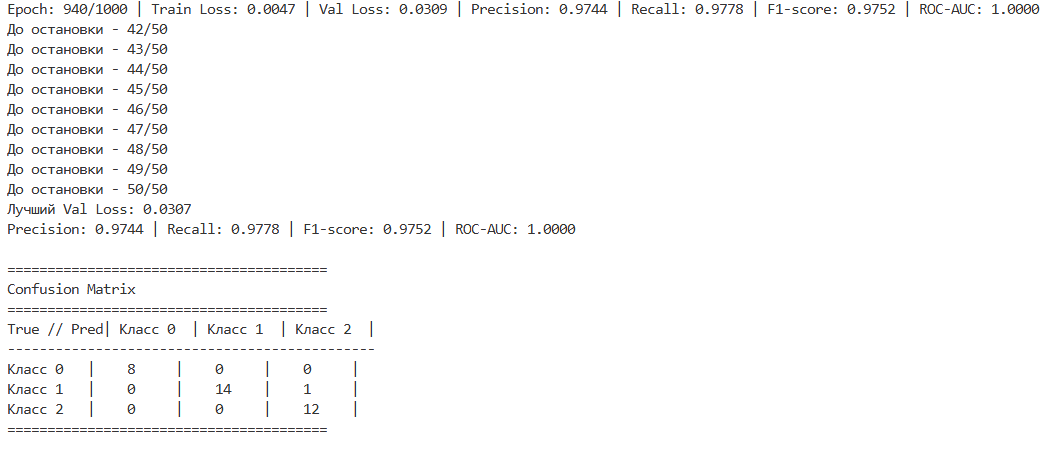 Epoch: 940/1000 | Train Loss: 0.0047 | Val Loss: 0.0309 | Precision: 0.9744 | Recall: 0.9778 | F1-score: 0.9752 | ROC-AUC: 1.0000
До остановки - 42/50
До остановки - 43/50
До остановки - 44/50
До остановки - 45/50
До остановки - 46/50
До остановки - 47/50
До остановки - 48/50
До остановки - 49/50
До остановки - 50/50
Лучший Val Loss: 0.0307
Precision: 0.9744 | Recall: 0.9778 | F1-score: 0.9752 | ROC-AUC: 1.0000
========================================
Confusion Matrix
========================================
True // Pred| Класс 0  | Класс 1  | Класс 2  |
----------------------------------------------
Класс 0   |    8     |    0     |    0     |
Класс 1   |    0     |    14    |    1     |
Класс 2   |    0     |    0     |    12    |
========================================